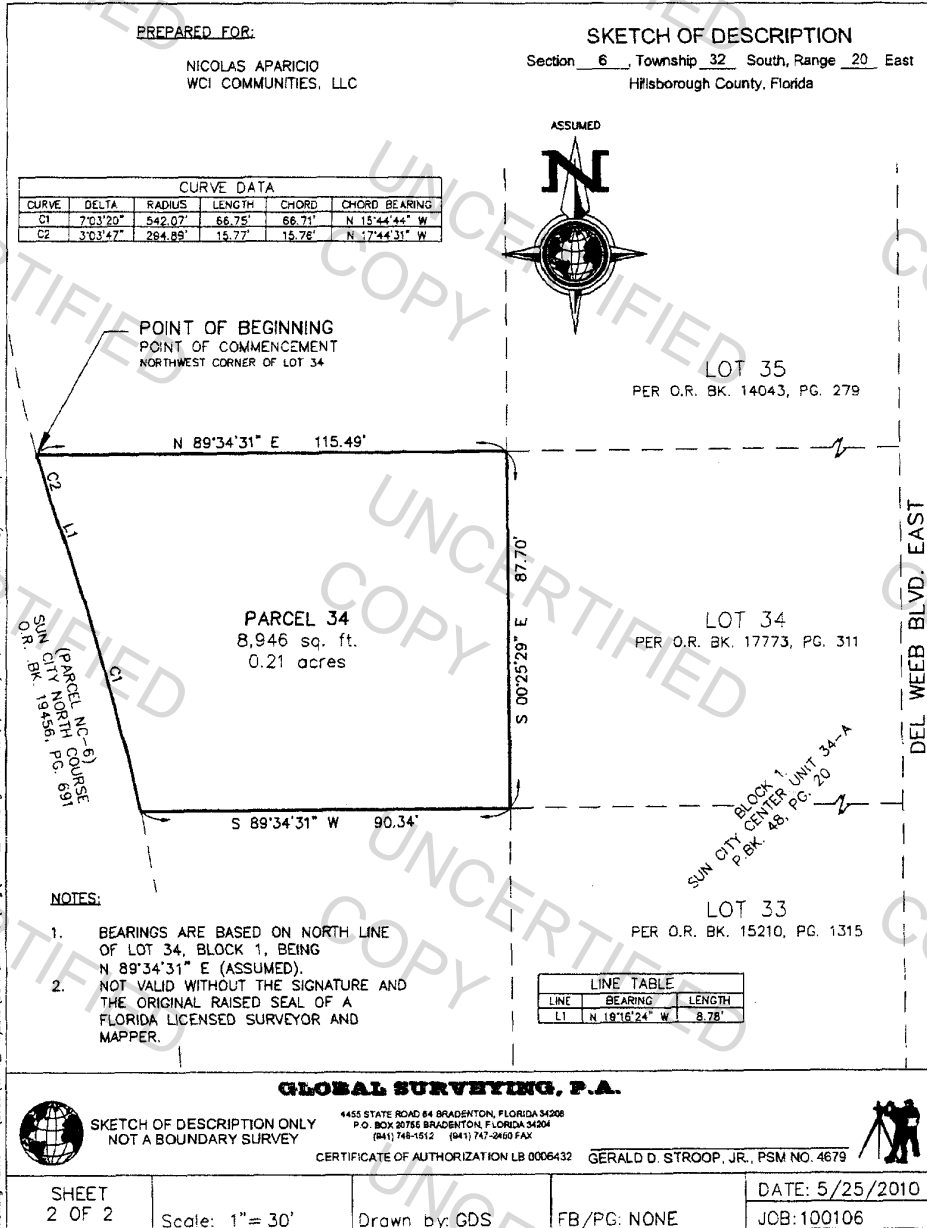 PREPARED FOR:
NICOLAS APARICIO
WCI COMMUNITIES, LLC
SKETCH OF DESCRIPTION
Section 6 , Township 32 South, Range 20 East
Hillsborough County, Florida
ASSUMED
N
CURVE DATA
CURVE DELTA RADIUS LENGTH CHORD CHORD BEARING
C1 7°03'20" 542.07' 66.75' 66.71' N 15°44'44" W
C2 3°03'47" 294.89' 15.77' 15.76' N 17°44'31" W
POINT OF BEGINNING
POINT OF COMMENCEMENT
NORTHWEST CORNER OF LOT 34
LOT 35
PER O.R. BK. 14043, PG. 279
N 89°34'31" E 115.49'
C2
L1
C1
S 00°25'29" E 87.70'
PARCEL 34
8,946 sq. ft.
0.21 acres
LOT 34
PER O.R. BK. 17773, PG. 311
DEL WEBB BLVD. EAST
(PARCEL NC-6)
SUN CITY NORTH COURSE
O.R. BK. 19456, PG. 691
BLOCK 1,
SUN CITY CENTER UNIT 34-A
P.BK. 48, PG. 20
S 89°34'31" W 90.34'
LOT 33
PER O.R. BK. 15210, PG. 1315
NOTES:
1. BEARINGS ARE BASED ON NORTH LINE
OF LOT 34, BLOCK 1, BEING
N 89°34'31" E (ASSUMED).
2. NOT VALID WITHOUT THE SIGNATURE AND
THE ORIGINAL RAISED SEAL OF A
FLORIDA LICENSED SURVEYOR AND
MAPPER.
LINE TABLE
LINE BEARING LENGTH
L1 N 19°16'24" W 8.78'
GLOBAL SURVEYING, P.A.
SKETCH OF DESCRIPTION ONLY
NOT A BOUNDARY SURVEY
4455 STATE ROAD 64 BRADENTON, FLORIDA 34208
P.O. BOX 20756 BRADENTON, FLORIDA 34204
(941) 748-1512 (941) 747-2460 FAX
CERTIFICATE OF AUTHORIZATION LB 0006432
GERALD D. STROOP, JR., PSM NO. 4679
SHEET
2 OF 2
Scale: 1"= 30'
Drawn by: GDS
FB/PG: NONE
DATE: 5/25/2010
JOB:100106
UNCERTIFIED
COPY
UNCERTIFIED
COPY
UNCERTIFIED
COPY